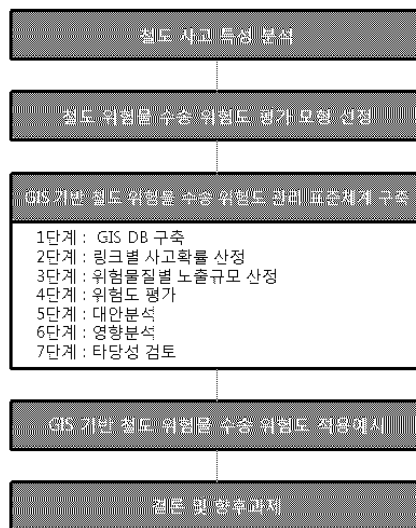 철도 사고 특성 분석
철도 위험물 수송 위험도 평가 모형 선정
GIS 기반 철도 위험물 수송 위험도 관리 표준체계 구축
1단계 : GIS DB 구축
2단계 : 링크별 사고확률 산정
3단계 : 위험물질별 노출규모 산정
4단계 : 위험도 평가
5단계 : 대안분석
6단계 : 영향분석
7단계 : 타당성 검토
GIS 기반 철도 위험물 수송 위험도 적용예시
결론 및 향후과제